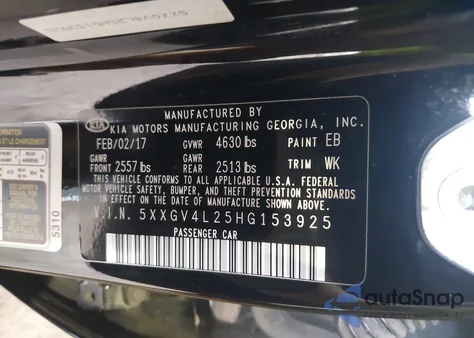 MANUFACTURED BY
KIA KIA MOTORS MANUFACTURING GEORGIA, INC.
FEB/02/17 GVWR 4630 lbs PAINT EB
GAWR GAWR
FRONT 2557 lbs REAR 2513 lbs TRIM WK
THIS VEHICLE CONFORMS TO ALL APPLICABLE U.S.A. FEDERAL
MOTOR VEHICLE SAFETY, BUMPER, AND THEFT PREVENTION STANDARDS
IN EFFECT ON THE DATE OF MANUFACTURE SHOWN ABOVE.
V.I.N. 5XXGV4L25HG153925
PASSENGER CAR
5310
autoSnap